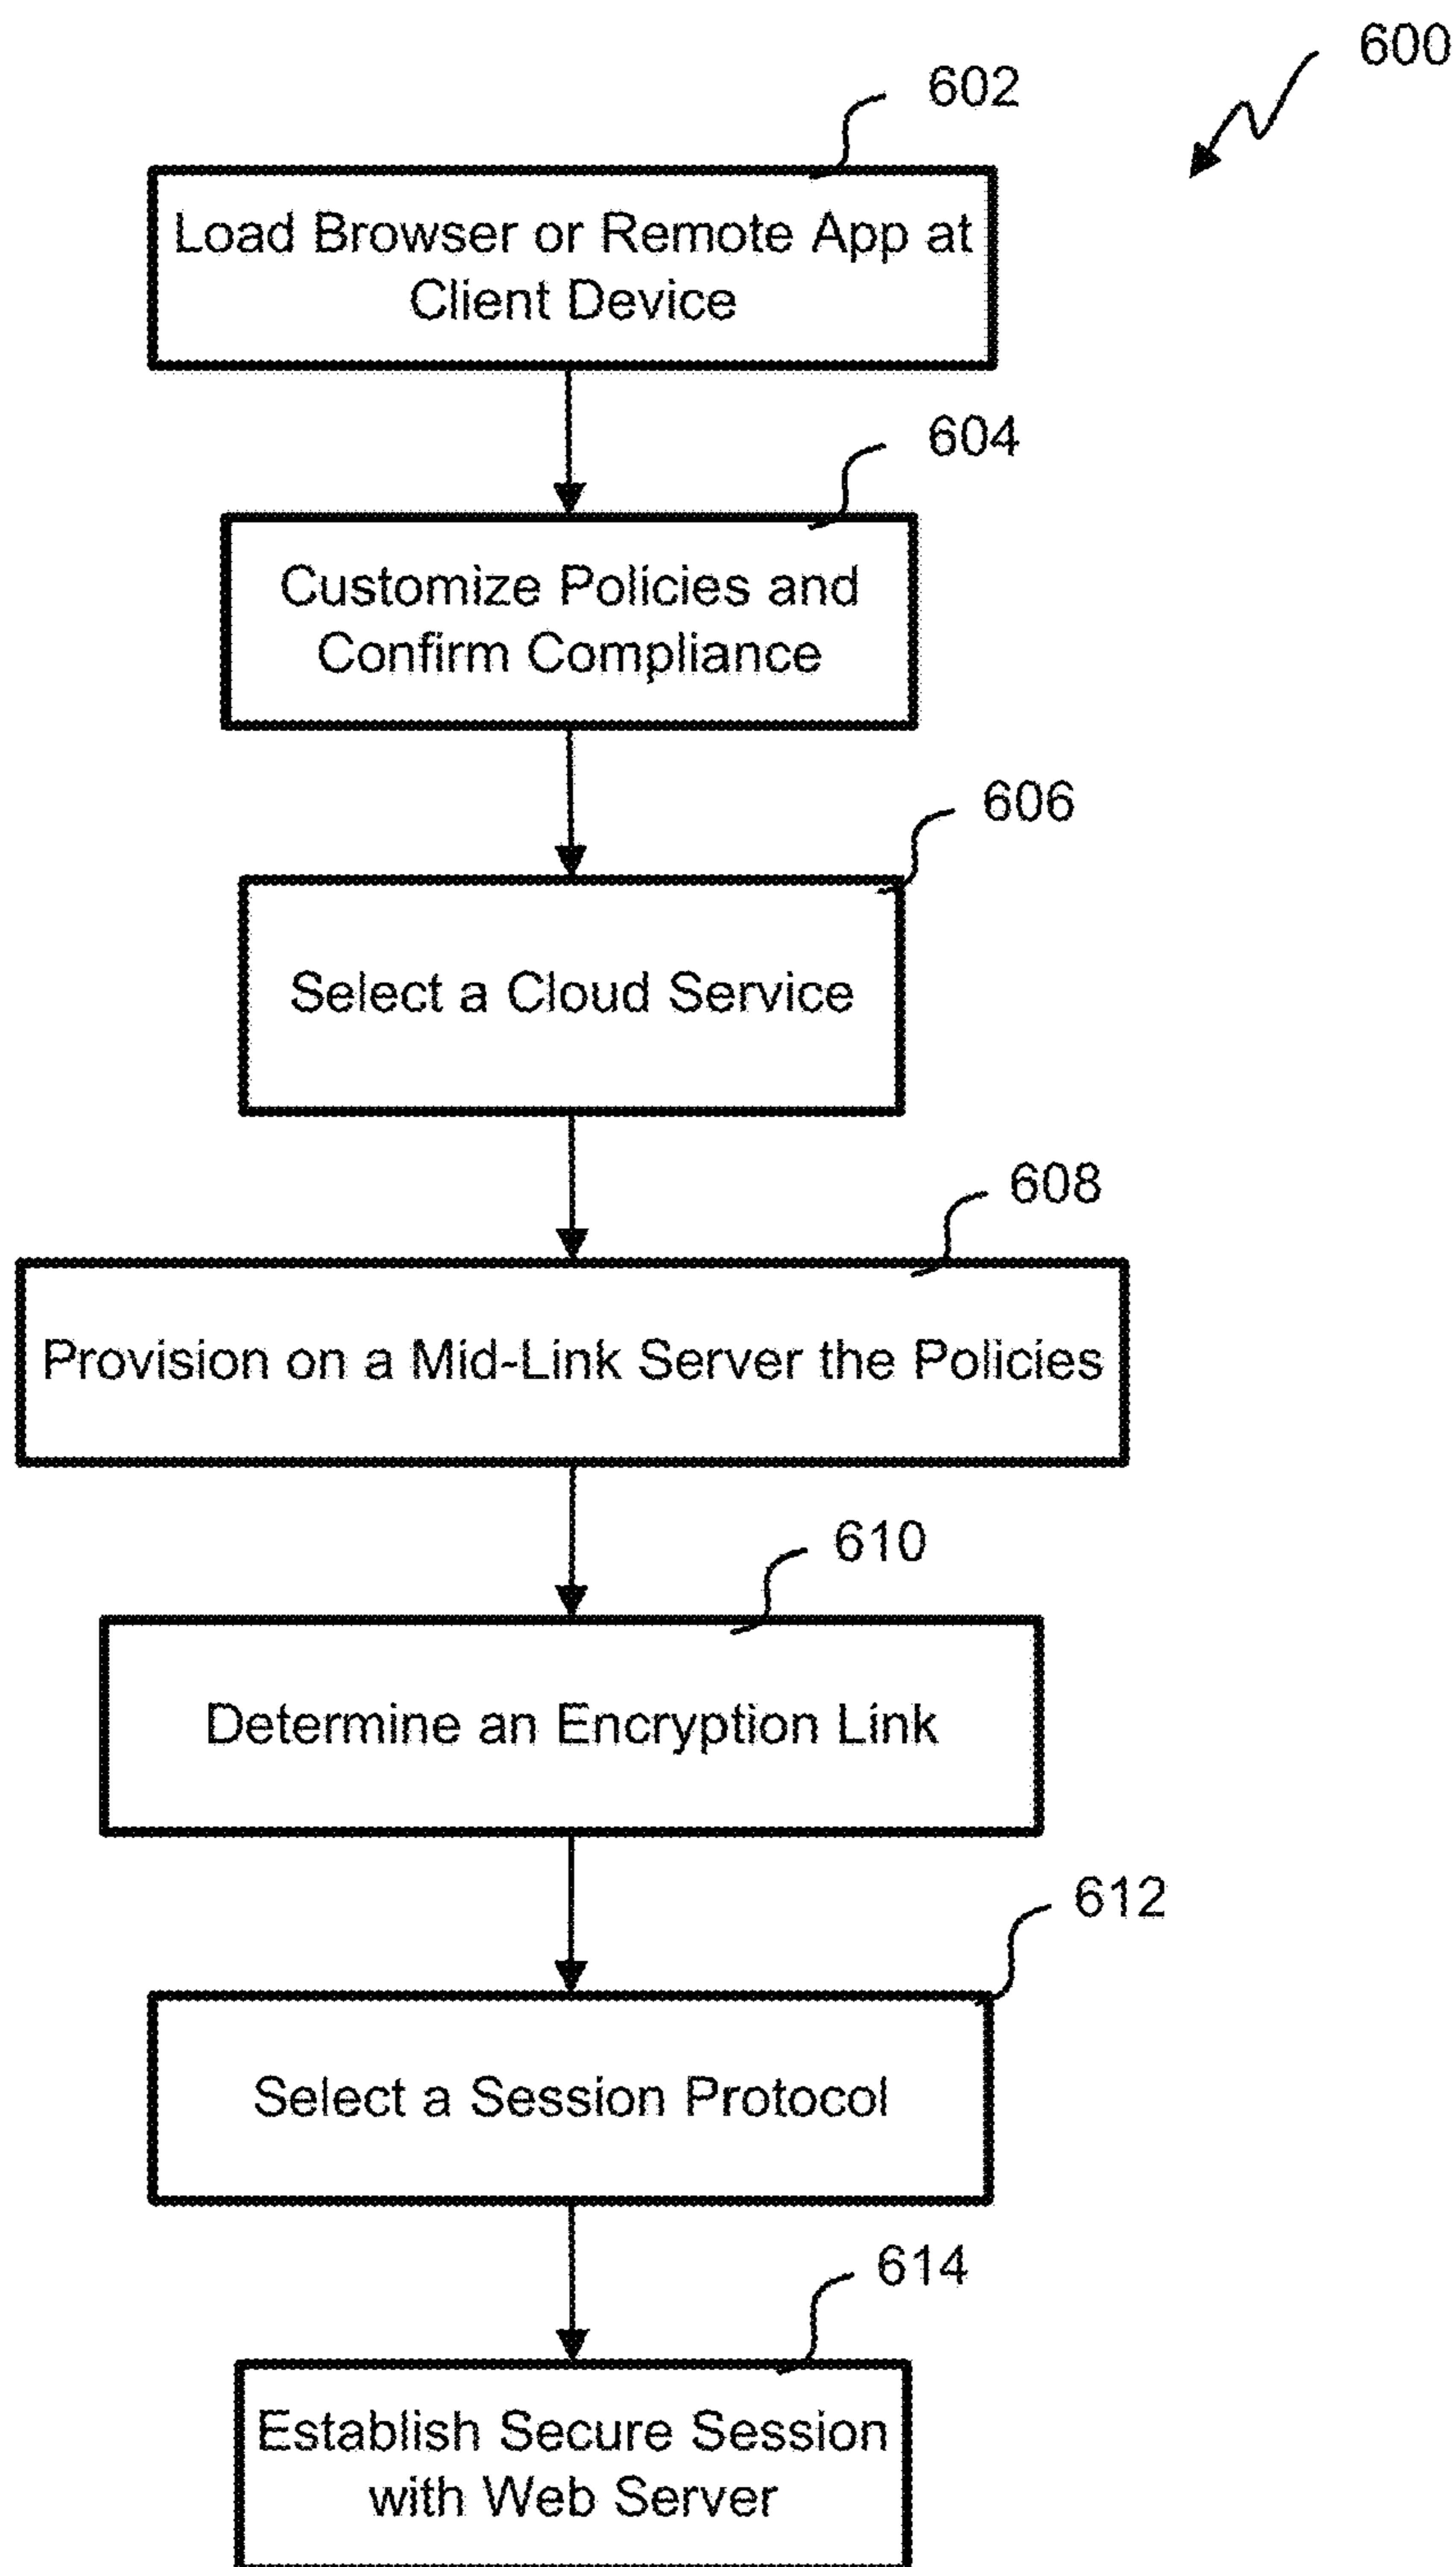 600
602
Load Browser or Remote App at
Client Device
604
Customize Policies and
Confirm Compliance
606
Select a Cloud Service
608
Provision on a Mid-Link Server the Policies
610
Determine an Encryption Link
612
Select a Session Protocol
614
Establish Secure Session
with Web Server